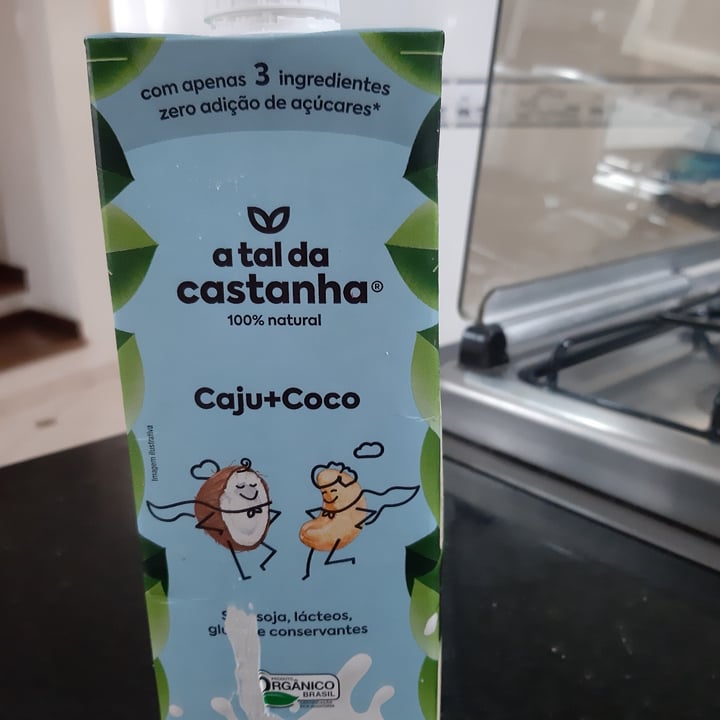 com apenas 3 ingredientes
zero adição de açúcares*
a tal da
castanha®
100% natural
Caju+Coco
Imagem ilustrativa
soja, lácteos,
e conservantes
PRODUTO
ORGÂNICO
BRASIL